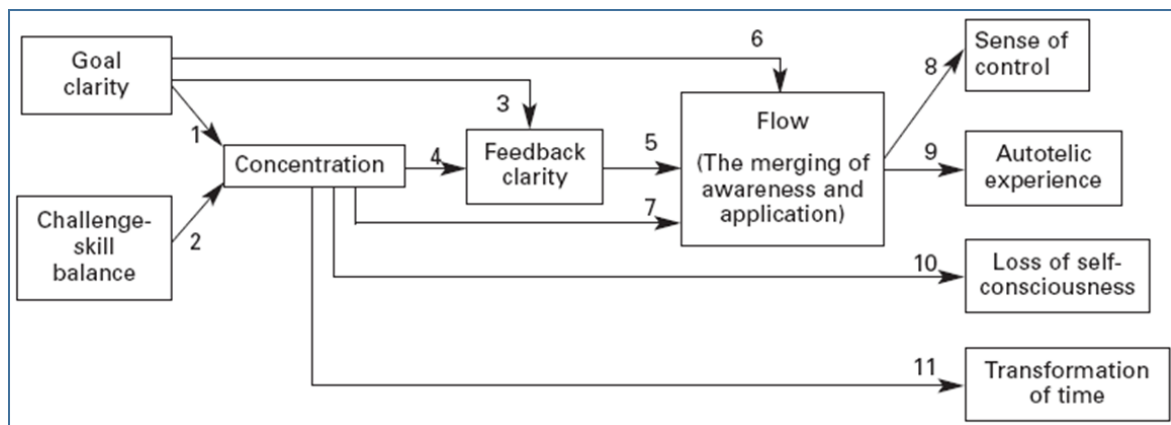 Goal
clarity
Challenge-
skill
balance
1
2
Concentration
3
4
Feedback
clarity
5
6
7
Flow
(The merging of
awareness and
application)
8
9
10
11
Sense of
control
Autotelic
experience
Loss of self-
consciousness
Transformation
of time